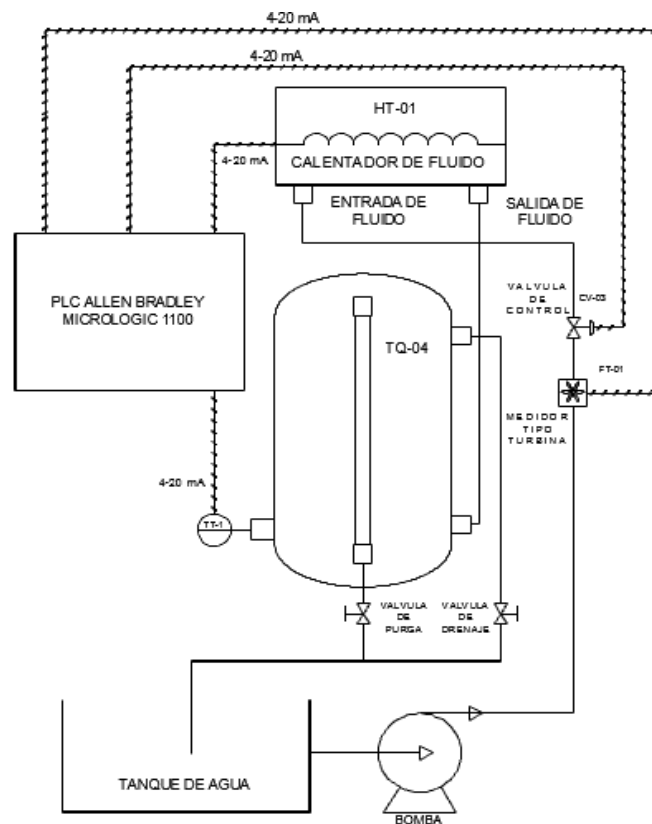 4-20 mA
4-20 mA
HT-01
4-20 mA
CALENTADOR DE FLUIDO
ENTRADA DE
FLUIDO
SALIDA DE
FLUIDO
PLC ALLEN BRADLEY
MICROLOGIC 1100
VALVULA
DE
CONTROL
CV-03
TQ-04
FT-01
MEDIDOR
TIPO
TURBINA
4-20 mA
TT-1
VALVULA
DE
PURGA
VALVULA
DE
DRENAJE
TANQUE DE AGUA
BOMBA